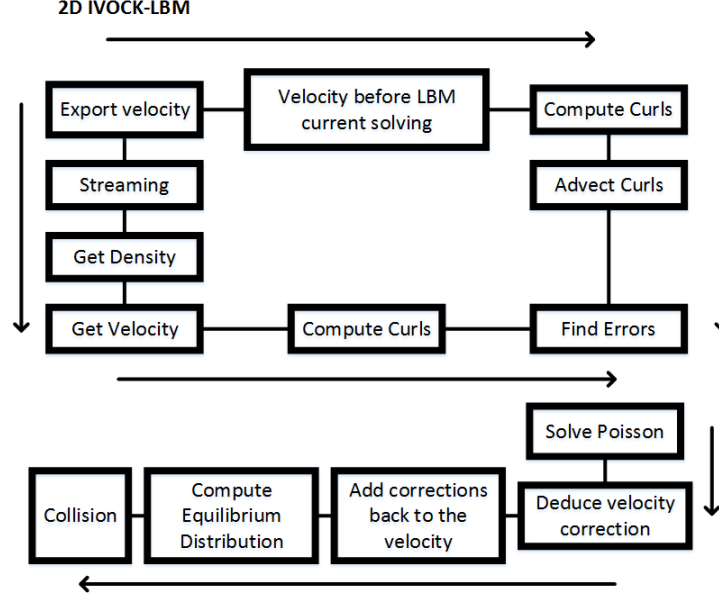 2D IVOCK-LBM
Export velocity
Velocity before LBM
current solving
Compute Curls
Streaming
Advect Curls
Get Density
Get Velocity
Compute Curls
Find Errors
Solve Poisson
Collision
Compute
Equilibrium
Distribution
Add corrections
back to the
velocity
Deduce velocity
correction